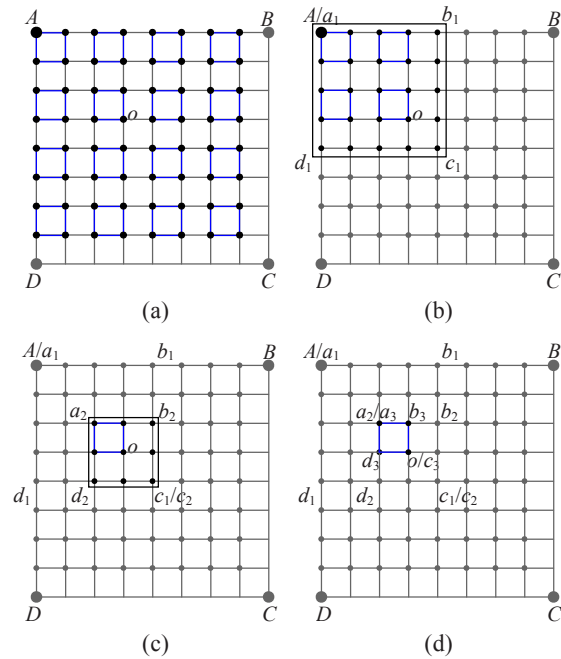 A B A/a₁ b₁ B
o o
d₁ c₁
D C D C
(a) (b)
A/a₁ b₁ B A/a₁ b₁ B
a₂ b₂ a₂/a₃ b₃ b₂
o d₃ o/c₃
d₁ d₂ c₁/c₂ d₁ d₂ c₁/c₂
D C D C
(c) (d)